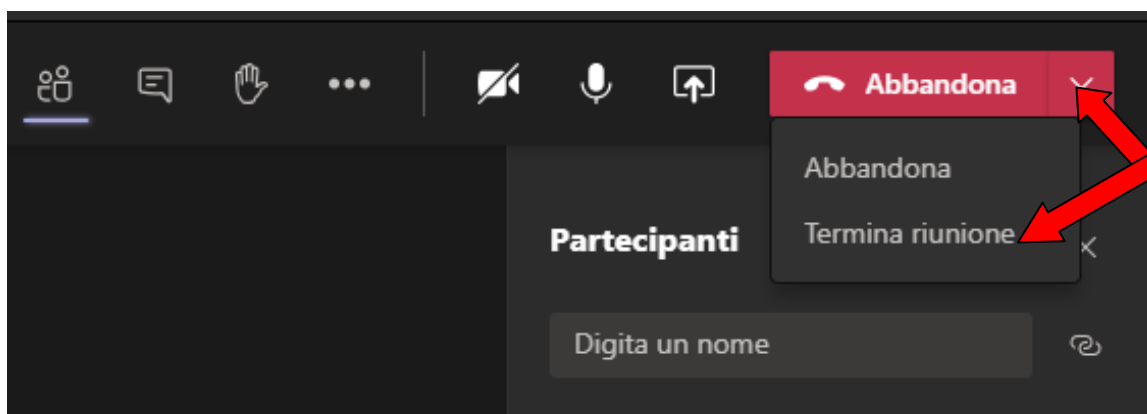 Abbandona
Abbandona
Termina riunione
Partecipanti
Digita un nome